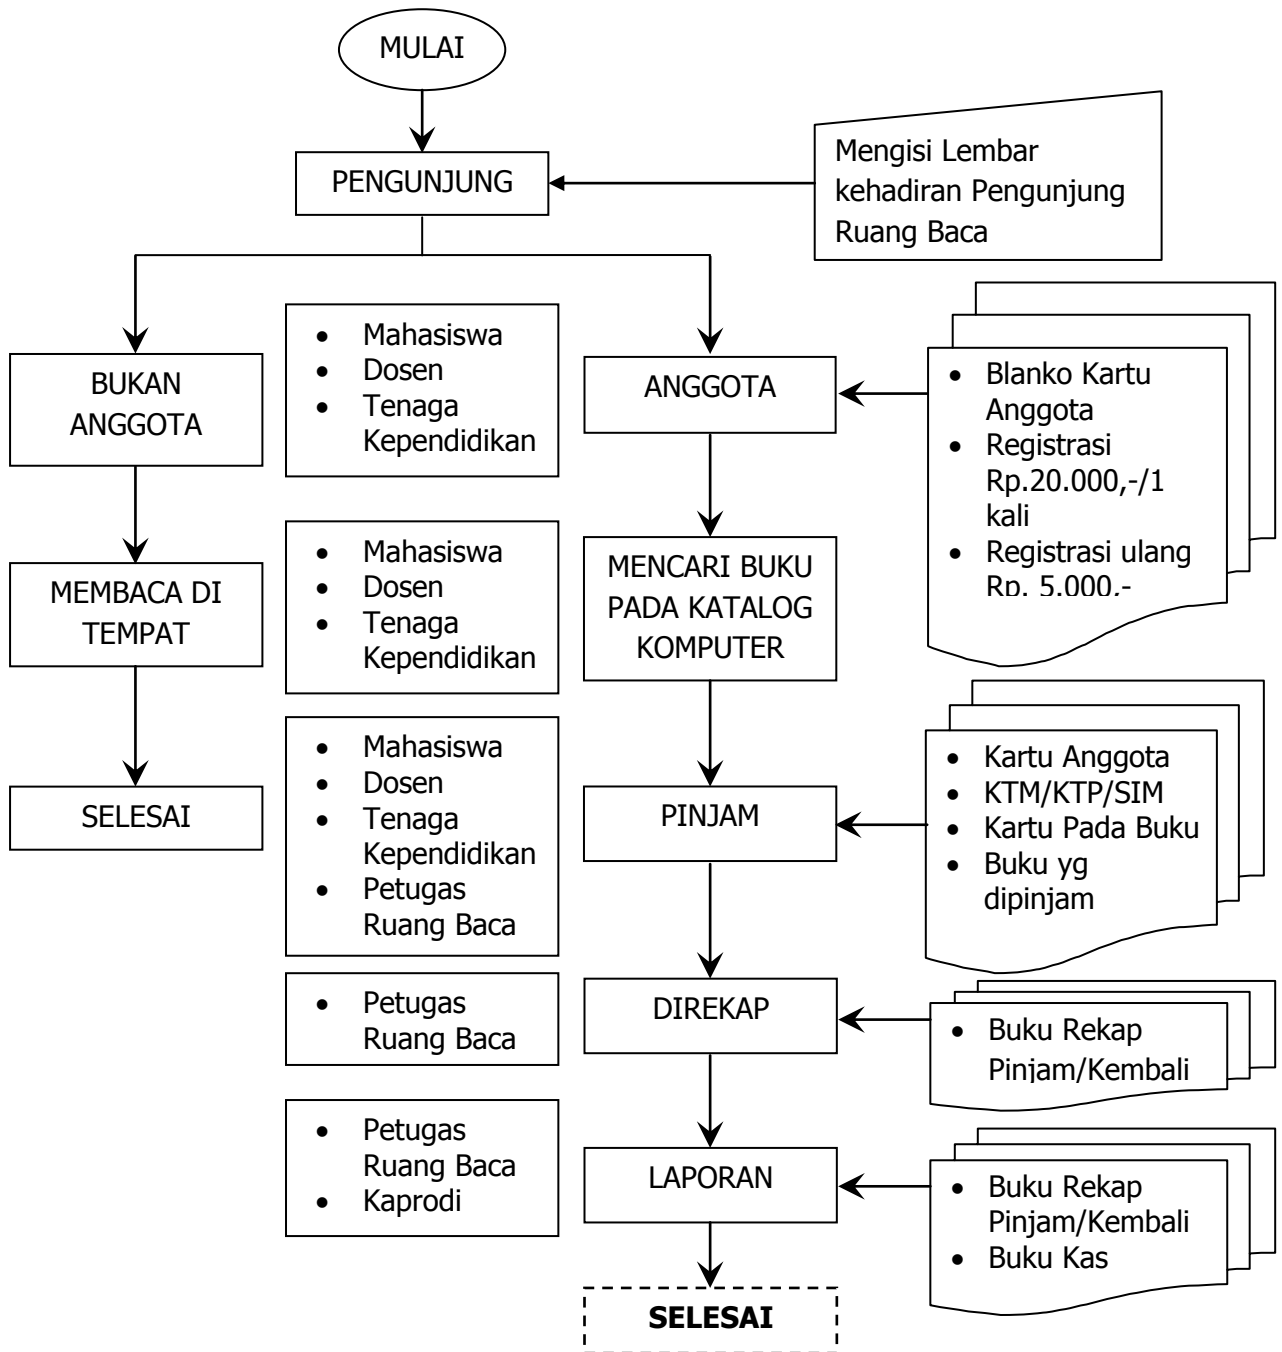 MULAI
Mengisi Lembar
kehadiran Pengunjung
Ruang Baca
PENGUNJUNG
BUKAN
ANGGOTA
• Mahasiswa
• Dosen
• Tenaga
Kependidikan
ANGGOTA
• Blanko Kartu
Anggota
• Registrasi
Rp.20.000,-/1
kali
• Registrasi ulang
Rp. 5.000,-
MEMBACA DI
TEMPAT
• Mahasiswa
• Dosen
• Tenaga
Kependidikan
MENCARI BUKU
PADA KATALOG
KOMPUTER
SELESAI
• Mahasiswa
• Dosen
• Tenaga
Kependidikan
• Petugas
Ruang Baca
PINJAM
• Kartu Anggota
• KTM/KTP/SIM
• Kartu Pada Buku
• Buku yg
dipinjam
• Petugas
Ruang Baca
DIREKAP
• Buku Rekap
Pinjam/Kembali
• Petugas
Ruang Baca
• Kaprodi
LAPORAN
• Buku Rekap
Pinjam/Kembali
• Buku Kas
SELESAI